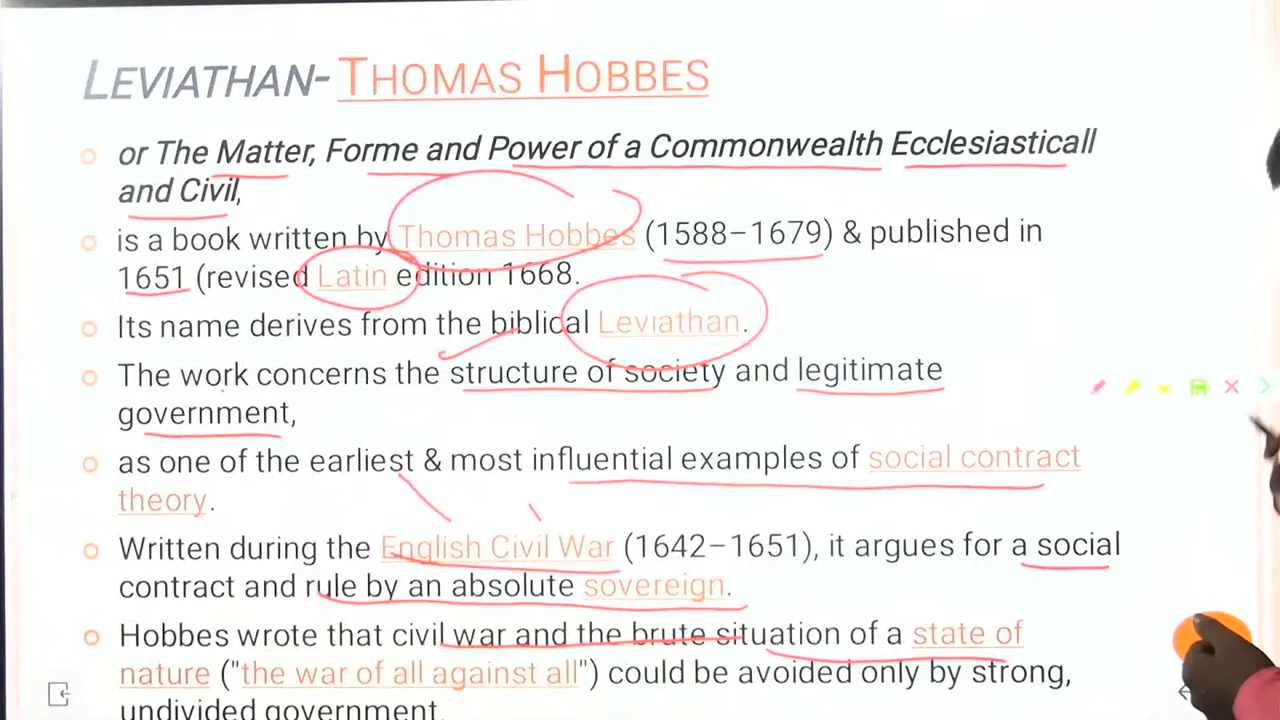 LEVIATHAN- THOMAS HOBBES
or The Matter, Forme and Power of a Commonwealth Ecclesiasticall
and Civil,
is a book written by Thomas Hobbes (1588–1679) & published in
1651 (revised Latin edition 1668.
Its name derives from the biblical Leviathan.
The work concerns the structure of society and legitimate
government,
as one of the earliest & most influential examples of social contract
theory.
Written during the English Civil War (1642–1651), it argues for a social
contract and rule by an absolute sovereign.
Hobbes wrote that civil war and the brute situation of a state of
nature ("the war of all against all") could be avoided only by strong,
undivided government.